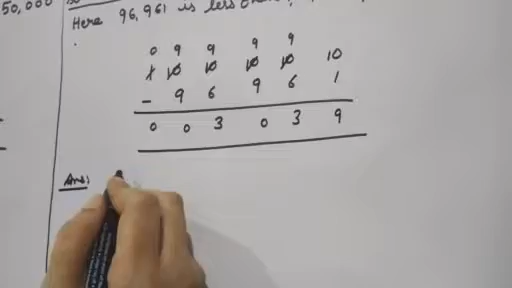 50,000
Here 96,961 is less
0 9 9 9 9
1 10 10 10 10 10
- 9 6 9 6 1
0 0 3 0 3 9
Ans: